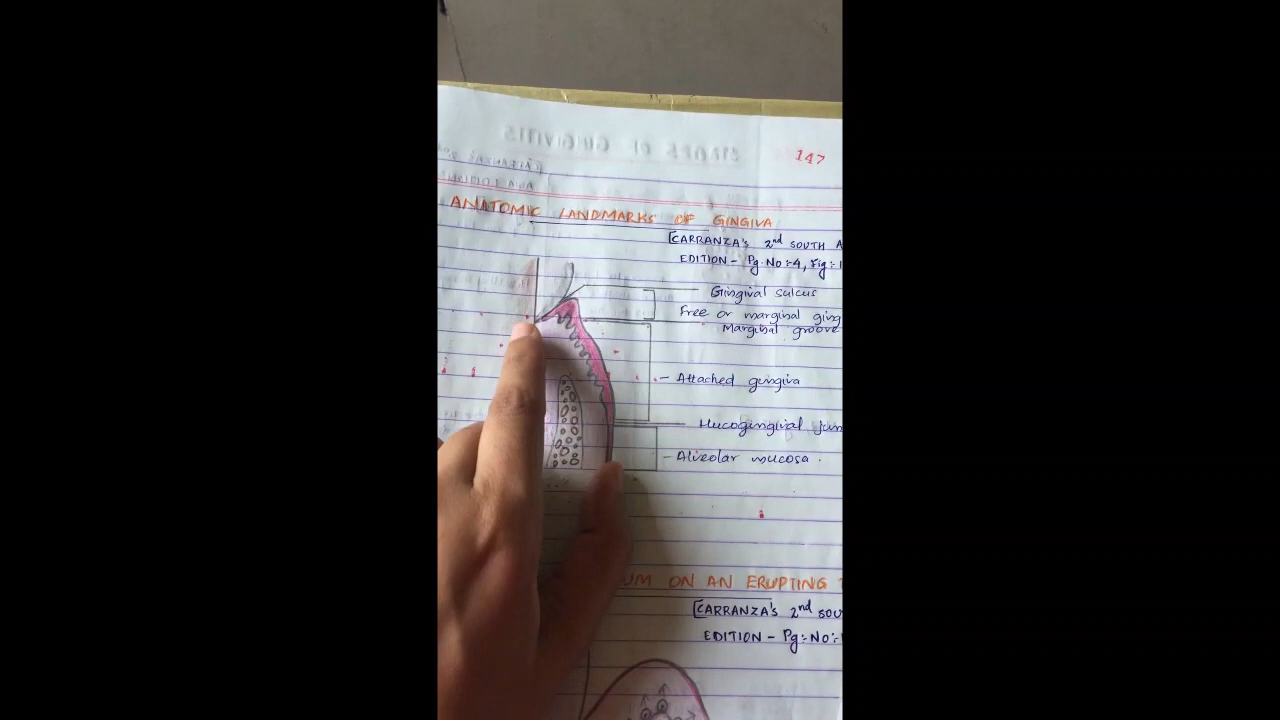 147
ANATOMIC LANDMARKS OF GINGIVA
[CARRANZA'S 2nd SOUTH A
EDITION - Pg. No:-4, Fig:-1
Gingival sulcus
Free or marginal ging
Marginal groove
- Attached gingiva
Mucogingival jun
- Alveolar mucosa.
UM ON AN ERUPTING T
[CARRANZA'S 2nd SOU
EDITION - Pg:-No:-